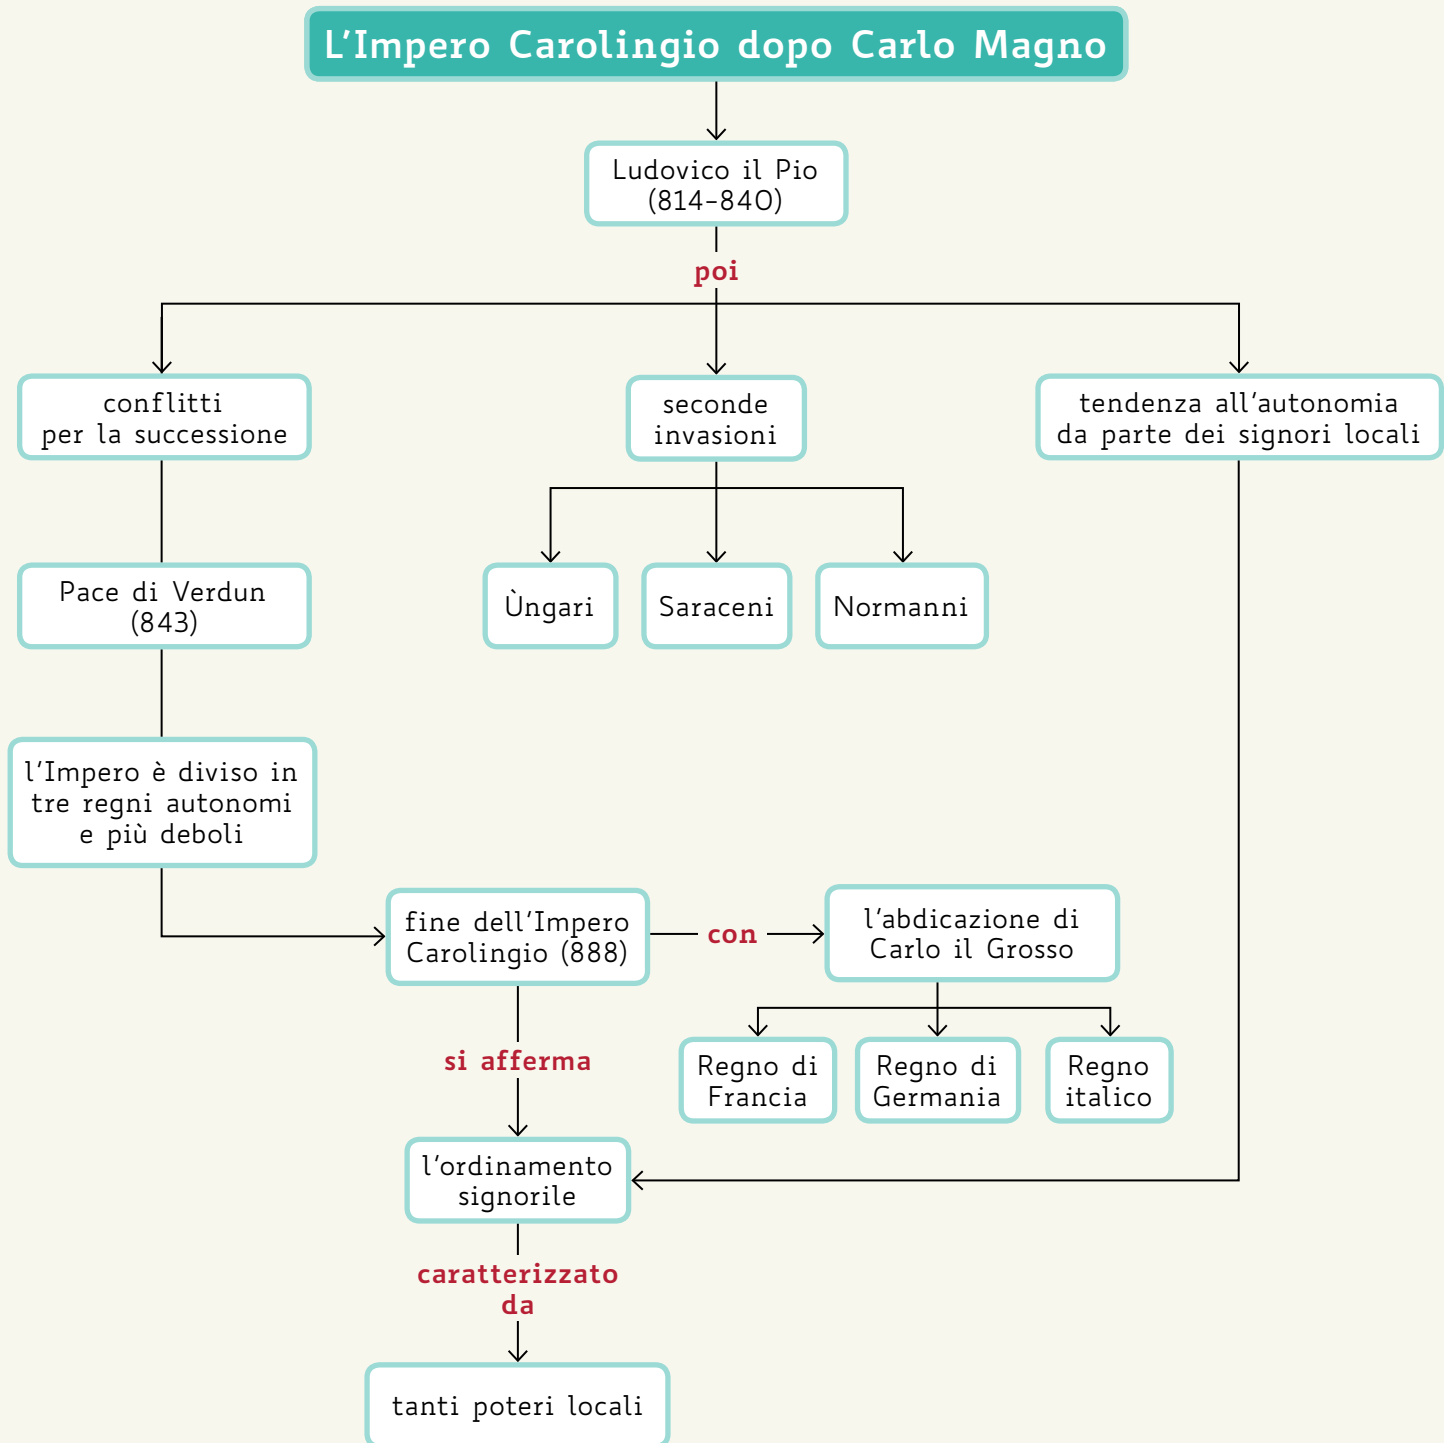 L'Impero Carolingio dopo Carlo Magno
Ludovico il Pio
(814-840)
poi
conflitti
per la successione
seconde
invasioni
tendenza all'autonomia
da parte dei signori locali
Pace di Verdun
(843)
Ùngari
Saraceni
Normanni
l'Impero è diviso in
tre regni autonomi
e più deboli
fine dell'Impero
Carolingio (888)
con
l'abdicazione di
Carlo il Grosso
Regno di
Francia
Regno di
Germania
Regno
italico
si afferma
l'ordinamento
signorile
caratterizzato
da
tanti poteri locali